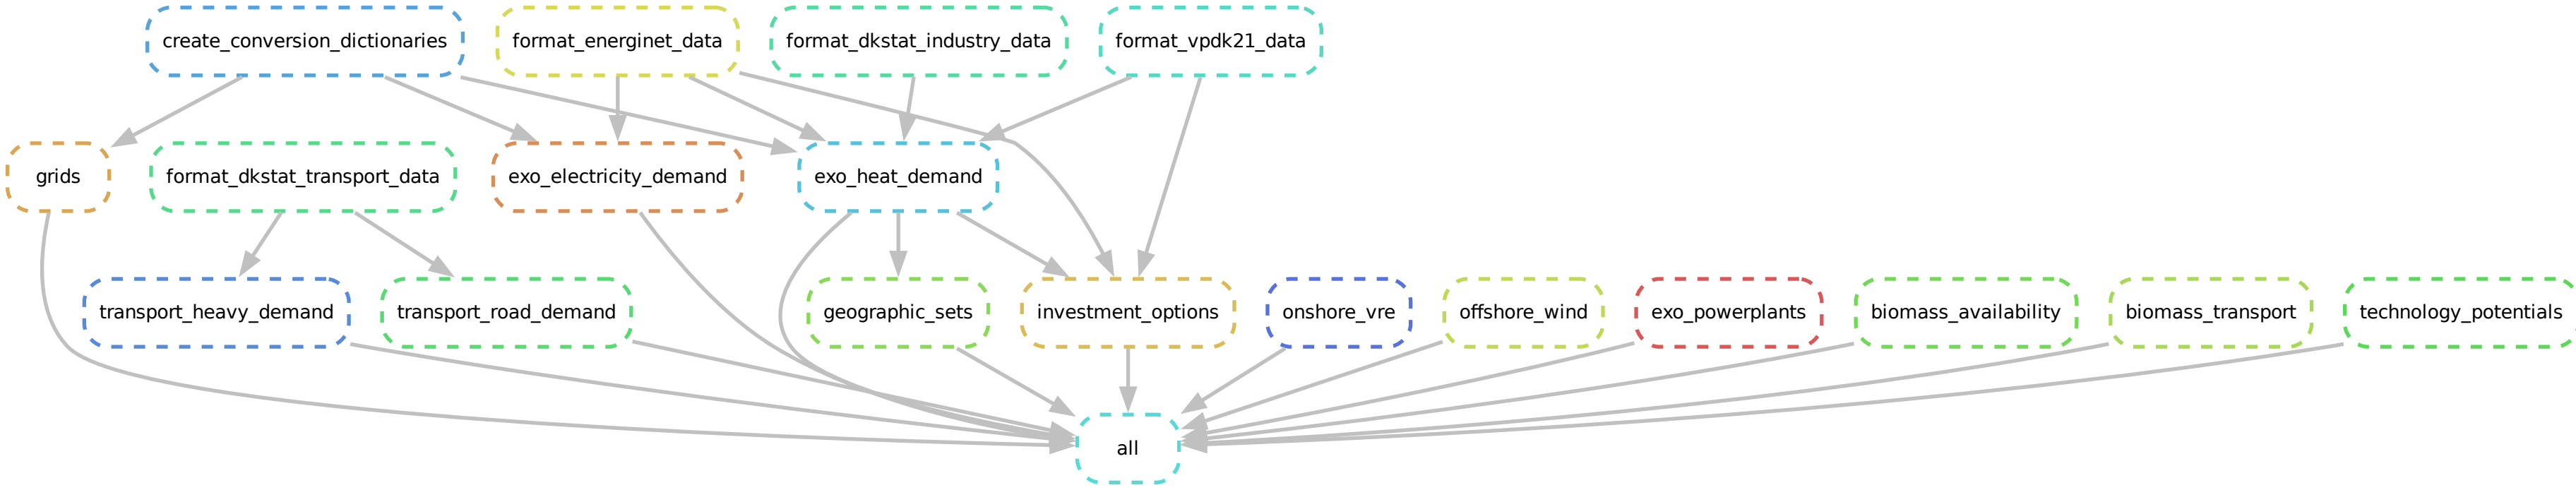 create_conversion_dictionaries
format_energinet_data
format_dkstat_industry_data
format_vpdk21_data
grids
format_dkstat_transport_data
exo_electricity_demand
exo_heat_demand
transport_heavy_demand
transport_road_demand
geographic_sets
investment_options
onshore_vre
offshore_wind
exo_powerplants
biomass_availability
biomass_transport
technology_potentials
all